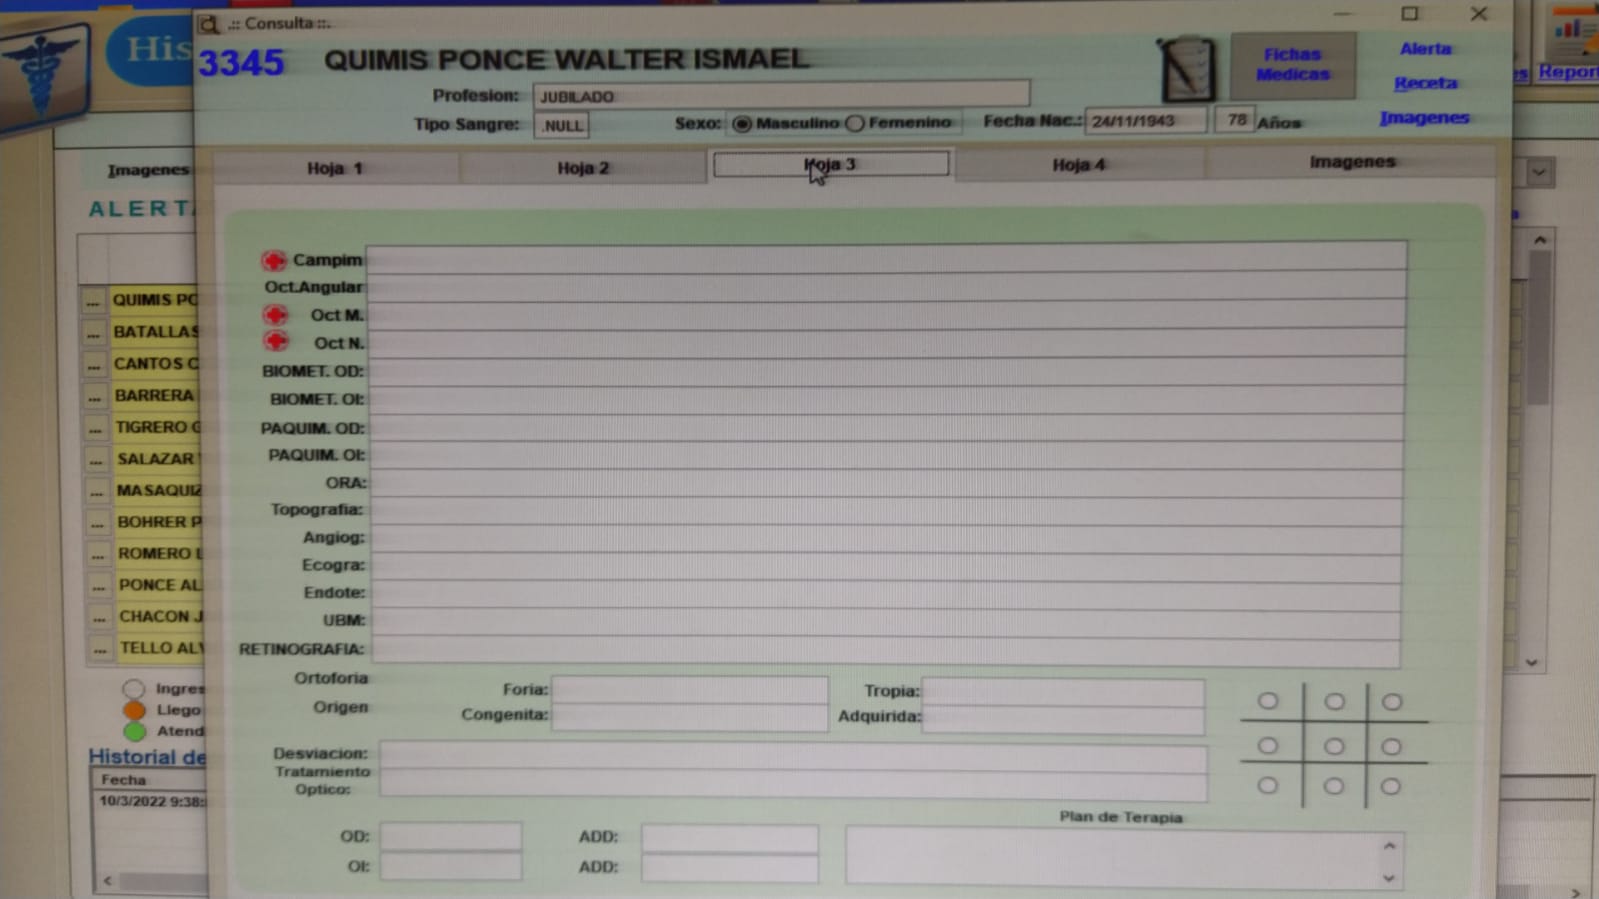 .:: Consulta ::.
His
3345 QUIMIS PONCE WALTER ISMAEL
Fichas Medicas
Alerta
Receta
Imagenes
Report
Profesion: JUBILADO
Tipo Sangre: .NULL Sexo: Masculino Femenino Fecha Nac.: 24/11/1943 78 Años
Imagenes
Hoja 1 Hoja 2 Hoja 3 Hoja 4 Imagenes
ALERTA
... QUIMIS PO
... BATALLAS
... CANTOS C
... BARRERA
... TIGRERO G
... SALAZAR
... MASAQUIZ
... BOHRER P
... ROMERO L
... PONCE AL
... CHACON J
... TELLO ALV
Ingres
Llego
Atend
Historial de
Fecha
10/3/2022 9:38:
Campim
Oct.Angular
Oct M.
Oct N.
BIOMET. OD:
BIOMET. OI:
PAQUIM. OD:
PAQUIM. OI:
ORA:
Topografia:
Angiog:
Ecogra:
Endote:
UBM:
RETINOGRAFIA:
Ortoforia Foria: Tropia:
Origen Congenita: Adquirida:
Desviacion:
Tratamiento
Optico:
Plan de Terapia
OD: ADD:
OI: ADD: